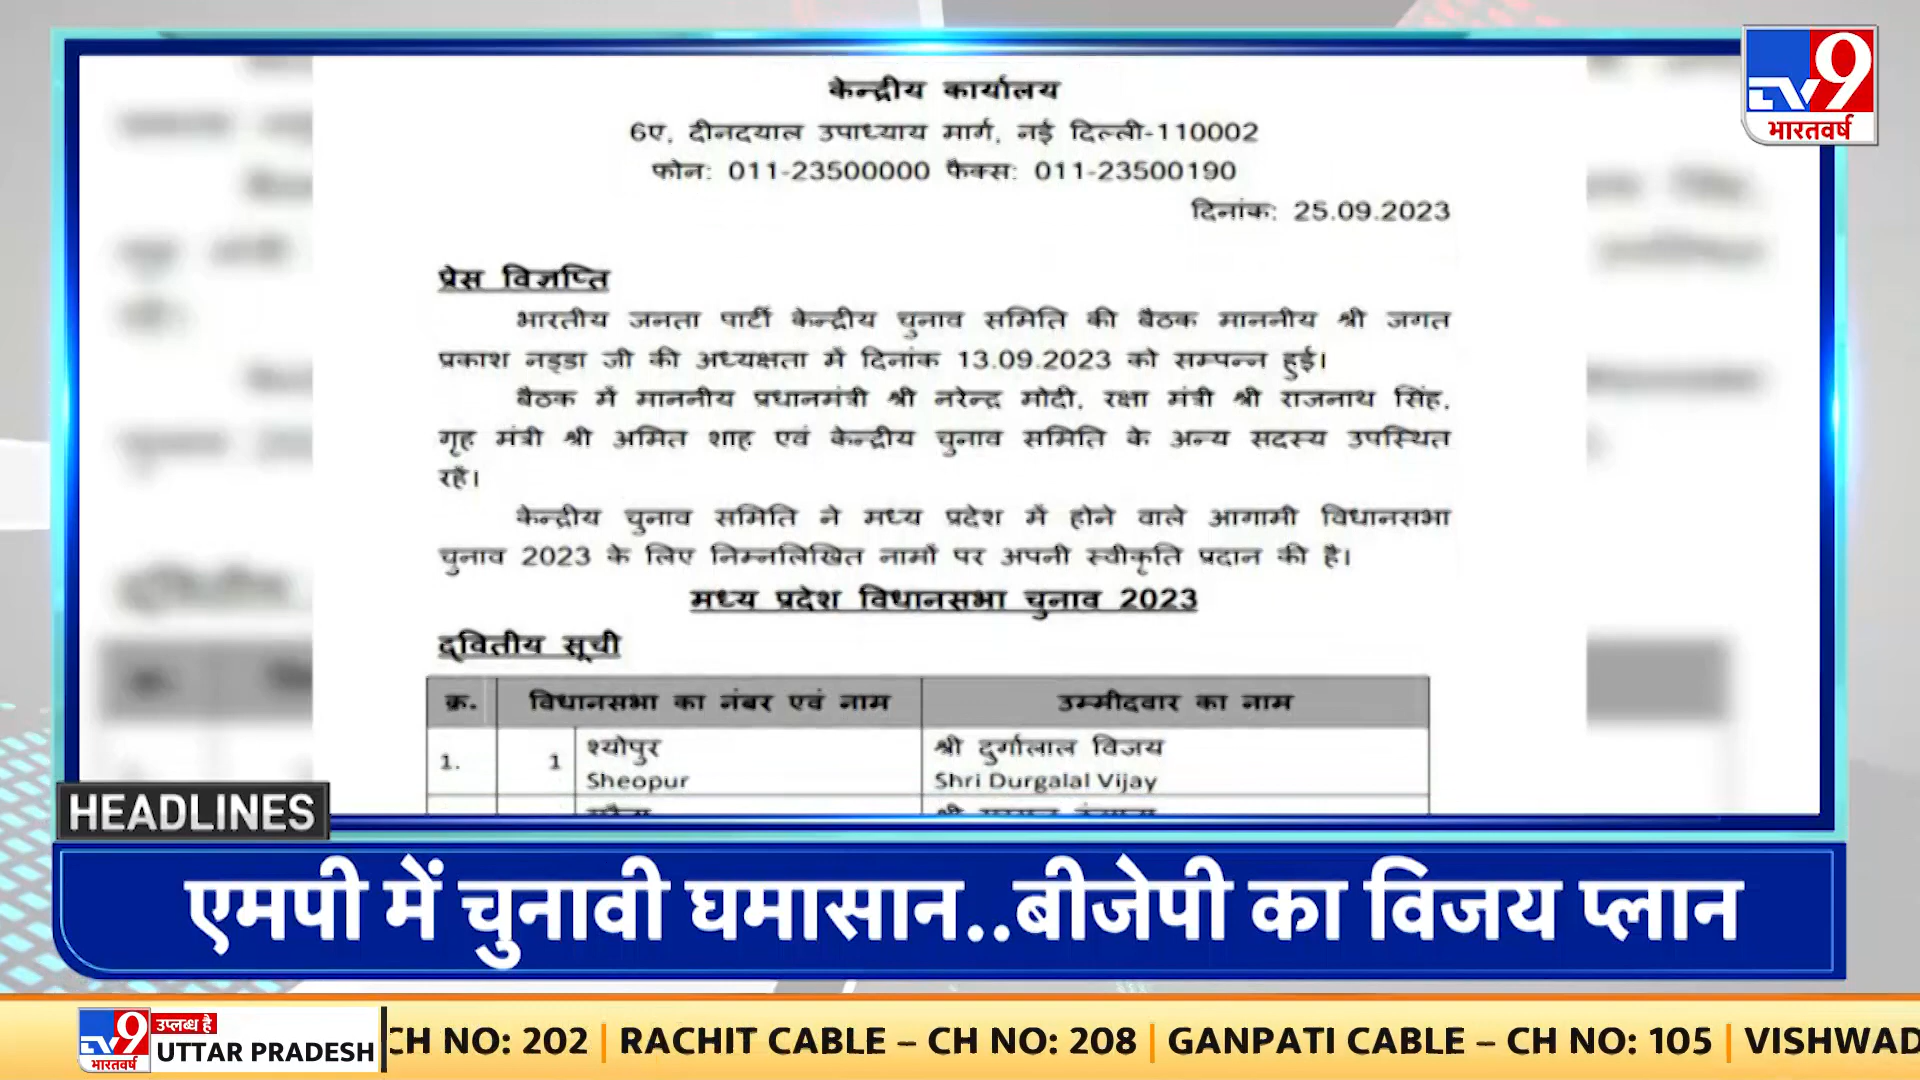 केन्द्रीय कार्यालय
6ए, दीनदयाल उपाध्याय मार्ग, नई दिल्ली-110002
फोन: 011-23500000 फैक्स: 011-23500190
दिनांक: 25.09.2023
प्रेस विज्ञप्ति
भारतीय जनता पार्टी केन्द्रीय चुनाव समिति की बैठक माननीय श्री जगत
प्रकाश नड्डा जी की अध्यक्षता में दिनांक 13.09.2023 को सम्पन्न हुई।
बैठक में माननीय प्रधानमंत्री श्री नरेन्द्र मोदी, रक्षा मंत्री श्री राजनाथ सिंह,
गृह मंत्री श्री अमित शाह एवं केन्द्रीय चुनाव समिति के अन्य सदस्य उपस्थित
रहें।
केन्द्रीय चुनाव समिति ने मध्य प्रदेश में होने वाले आगामी विधानसभा
चुनाव 2023 के लिए निम्नलिखित नामों पर अपनी स्वीकृति प्रदान की है।
मध्य प्रदेश विधानसभा चुनाव 2023
द्वितीय सूची
क्र. विधानसभा का नंबर एवं नाम उम्मीदवार का नाम
1. 1 श्योपुर श्री दुर्गालाल विजय
Sheopur Shri Durgalal Vijay
TV9
भारतवर्ष
HEADLINES
एमपी में चुनावी घमासान..बीजेपी का विजय प्लान
TV9 भारतवर्ष
उप्लब्ध है
UTTAR PRADESH
CH NO: 202 | RACHIT CABLE – CH NO: 208 | GANPATI CABLE – CH NO: 105 | VISHWAD